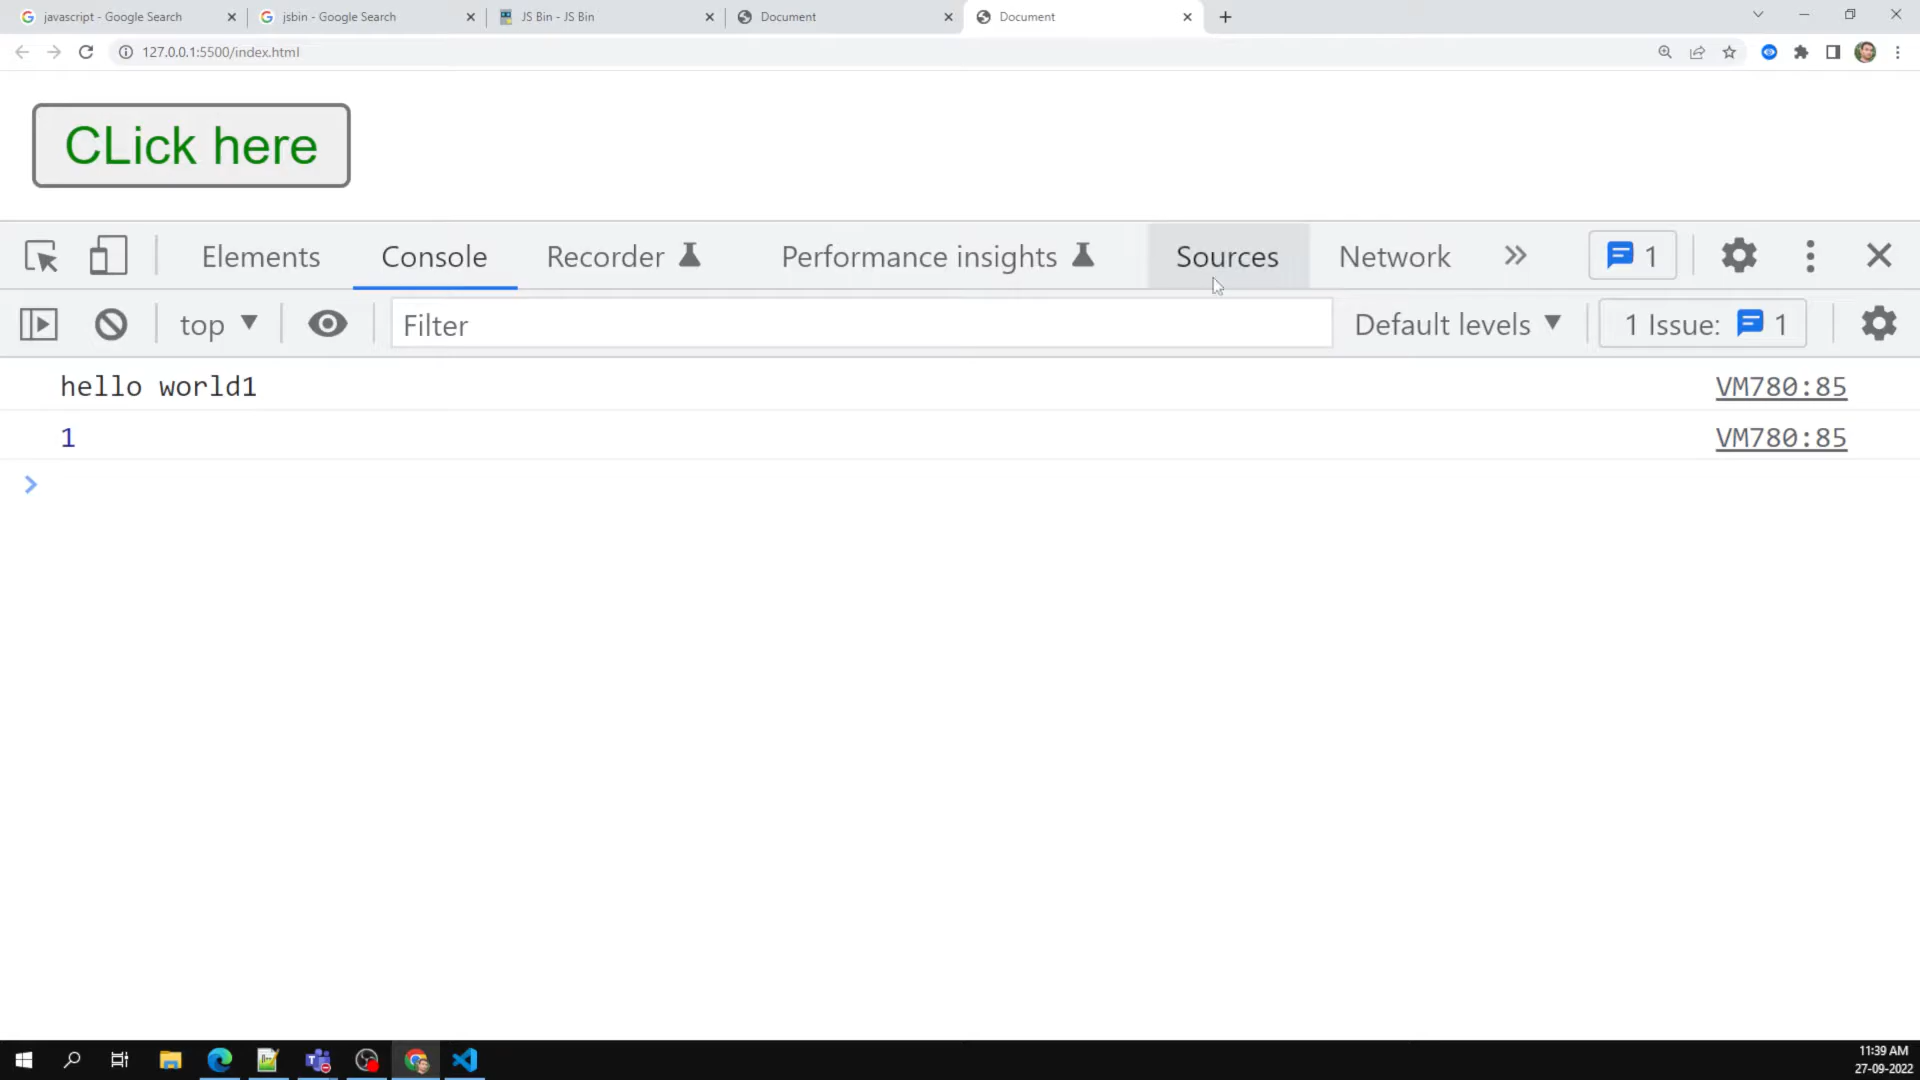 javascript - Google Search
jsbin - Google Search
JS Bin - JS Bin
Document
Document
127.0.0.1:5500/index.html
CLick here
Elements
Console
Recorder
Performance insights
Sources
Network
1
top
Filter
Default levels
1 Issue: 1
hello world1 VM780:85
1 VM780:85
11:39 AM
27-09-2022